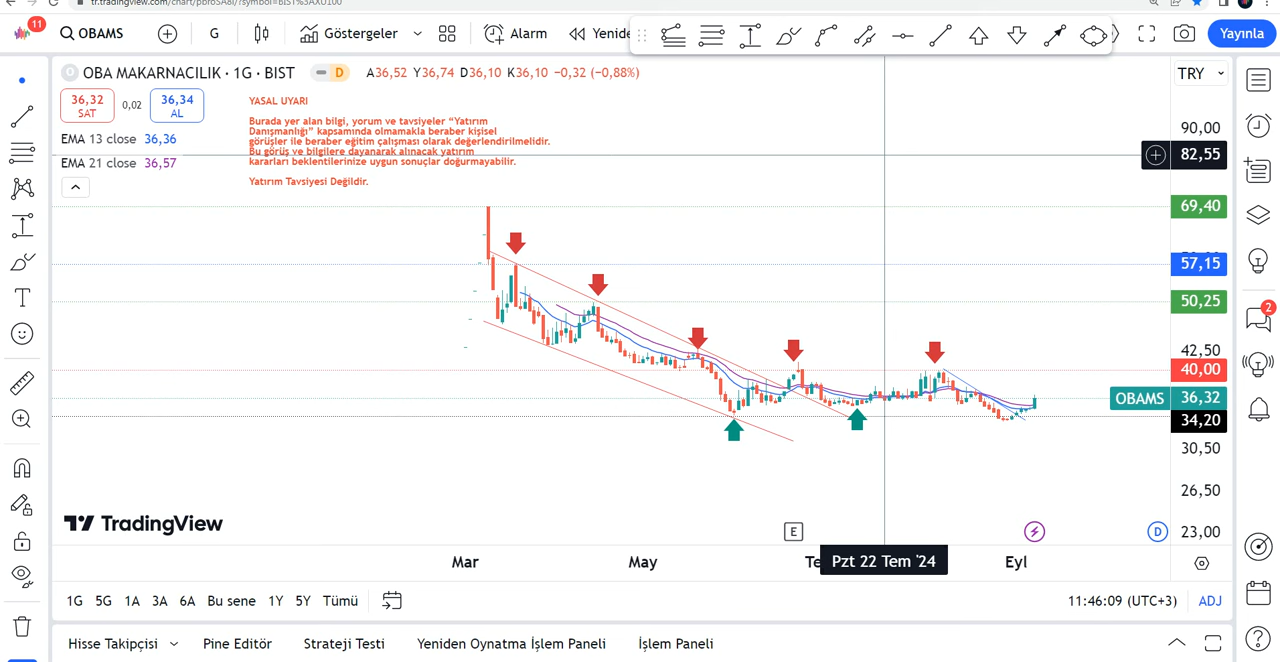 tr.tradingview.com/chart/pbroSA8I/?symbol=BIST%3AXU100
11
OBAMS
G
Göstergeler
Alarm
Yenide
Yayınla
OBA MAKARNACILIK · 1G · BIST
D
A36,52 Y36,74 D36,10 K36,10 −0,32 (−0,88%)
TRY
36,32
SAT
0,02
36,34
AL
EMA 13 close 36,36
EMA 21 close 36,57
YASAL UYARI
Burada yer alan bilgi, yorum ve tavsiyeler “Yatırım
Danışmanlığı” kapsamında olmamakla beraber kişisel
görüşler ile beraber eğitim çalışması olarak değerlendirilmelidir.
Bu görüş ve bilgilere dayanarak alınacak yatırım
kararları beklentilerinize uygun sonuçlar doğurmayabilir.
Yatırım Tavsiyesi Değildir.
90,00
82,55
69,40
57,15
50,25
2
42,50
40,00
OBAMS 36,32
34,20
30,50
26,50
23,00
TradingView
E
D
Mar
May
Te
Pzt 22 Tem '24
Eyl
1G 5G 1A 3A 6A Bu sene 1Y 5Y Tümü
11:46:09 (UTC+3)
ADJ
Hisse Takipçisi
Pine Editör
Strateji Testi
Yeniden Oynatma İşlem Paneli
İşlem Paneli